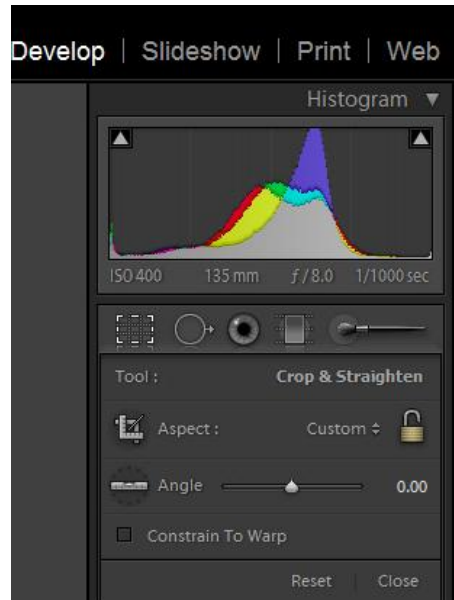 Develop | Slideshow | Print | Web
Histogram
ISO 400 135 mm ƒ/8.0 1/1000 sec
Tool : Crop & Straighten
Aspect : Custom
Angle 0.00
Constrain To Warp
Reset Close